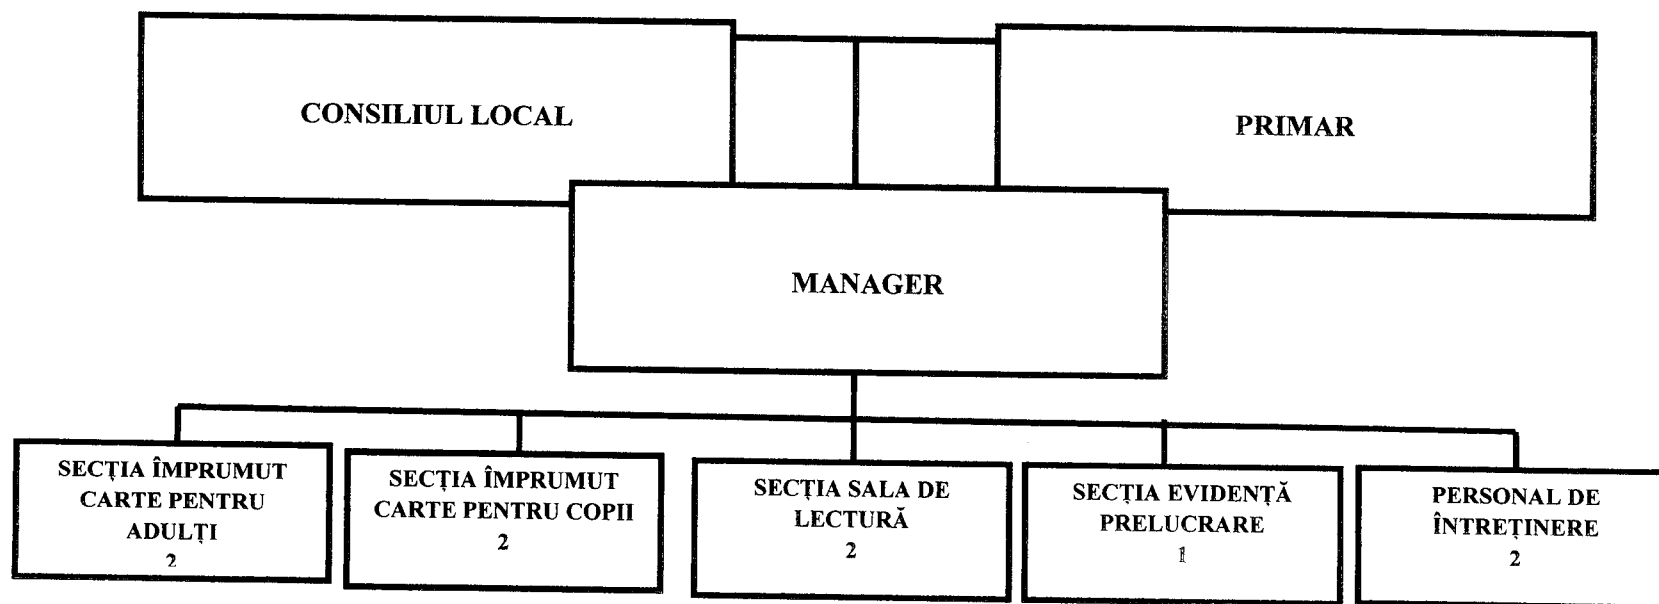 CONSILIUL LOCAL
PRIMAR
MANAGER
SECȚIA ÎMPRUMUT
CARTE PENTRU
ADULȚI
2
SECȚIA ÎMPRUMUT
CARTE PENTRU COPII
2
SECȚIA SALA DE
LECTURĂ
2
SECȚIA EVIDENȚĂ
PRELUCRARE
1
PERSONAL DE
ÎNTREȚINERE
2